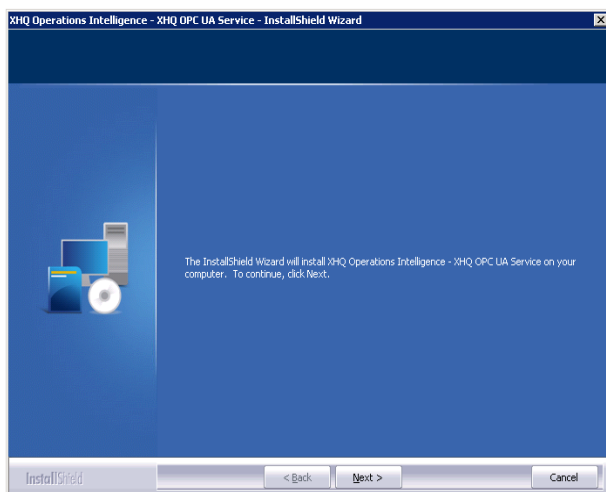 XHQ Operations Intelligence - XHQ OPC UA Service - InstallShield Wizard
The InstallShield Wizard will install XHQ Operations Intelligence - XHQ OPC UA Service on your
computer. To continue, click Next.
InstallShield
< Back
Next >
Cancel